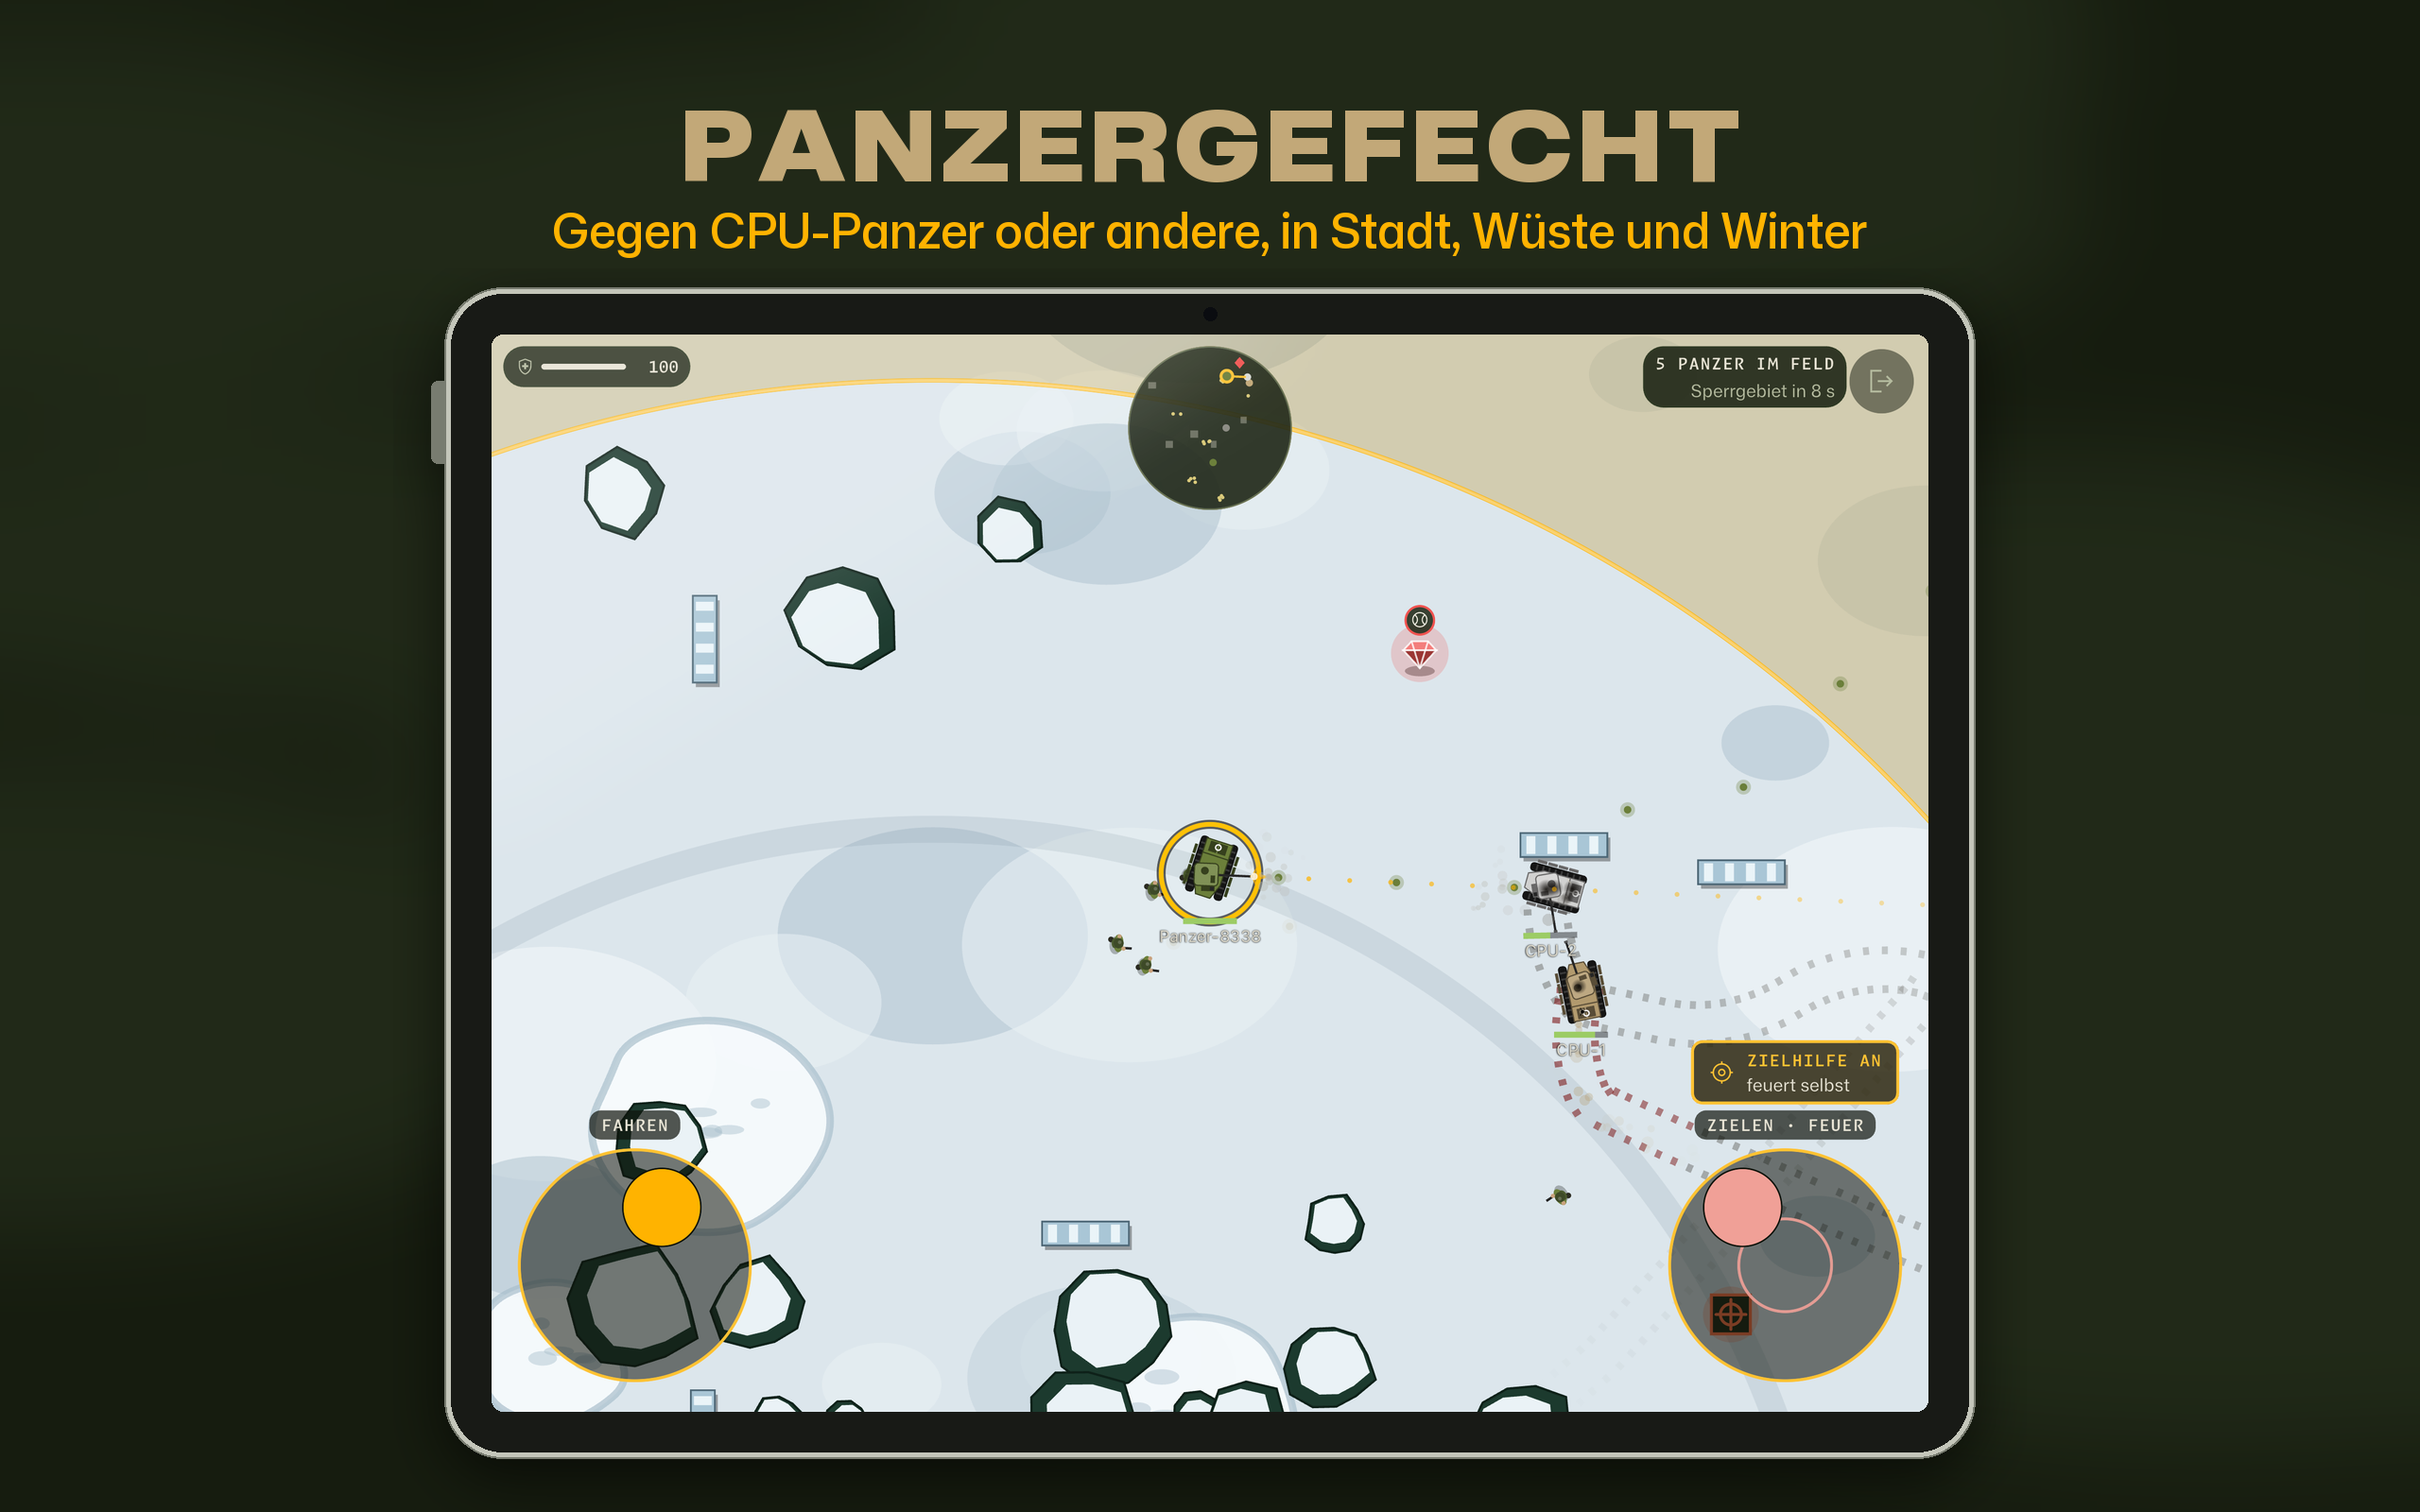 PANZERGEFECHT
Gegen CPU-Panzer oder andere, in Stadt, Wüste und Winter
100
5 PANZER IM FELD
Sperrgebiet in 8 s
Panzer-8338
CPU-2
CPU-1
ZIELHILFE AN
feuert selbst
FAHREN
ZIELEN · FEUER